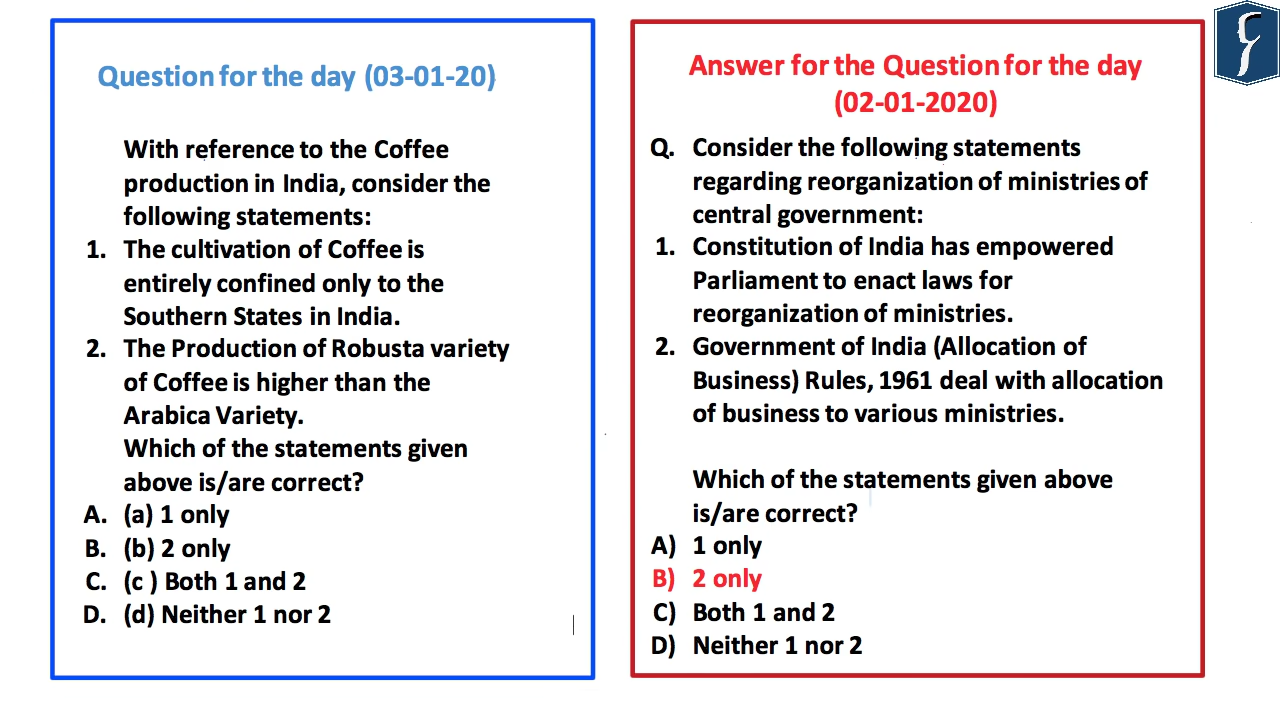 Question for the day (03-01-20)
With reference to the Coffee
production in India, consider the
following statements:
1. The cultivation of Coffee is
entirely confined only to the
Southern States in India.
2. The Production of Robusta variety
of Coffee is higher than the
Arabica Variety.
Which of the statements given
above is/are correct?
A. (a) 1 only
B. (b) 2 only
C. (c ) Both 1 and 2
D. (d) Neither 1 nor 2
Answer for the Question for the day
(02-01-2020)
Q. Consider the following statements
regarding reorganization of ministries of
central government:
1. Constitution of India has empowered
Parliament to enact laws for
reorganization of ministries.
2. Government of India (Allocation of
Business) Rules, 1961 deal with allocation
of business to various ministries.
Which of the statements given above
is/are correct?
A) 1 only
B) 2 only
C) Both 1 and 2
D) Neither 1 nor 2